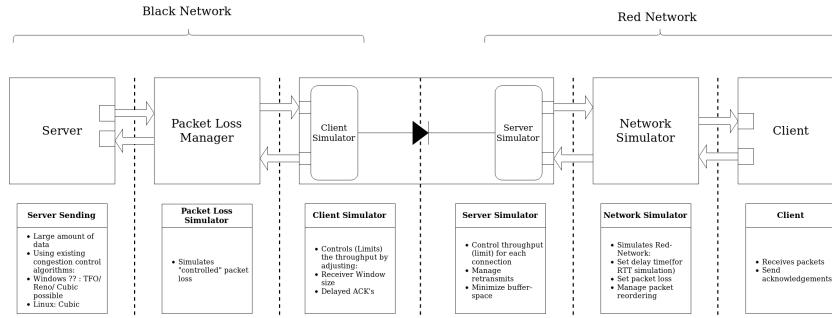 Black Network
Red Network
Server
Packet Loss
Manager
Client
Simulator
Server
Simulator
Network
Simulator
Client
Server Sending
• Large amount of
data
• Using existing
congestion control
algorithms:
• Windows ?? : TFO/
Reno/ Cubic
possible
• Linux: Cubic
Packet Loss
Simulator
• Simulates
"controlled" packet
loss
Client Simulator
• Controls (Limits)
the throughput by
adjusting:
• Receiver Window
size
• Delayed ACK's
Server Simulator
• Control throughput
(limit) for each
connection
• Manage
retransmits
• Minimize buffer-
space
Network Simulator
• Simulates Red-
Network:
• Set delay time(for
RTT simulation)
• Set packet loss
• Manage packet
reordering
Client
• Receives packets
• Send
acknowledgements